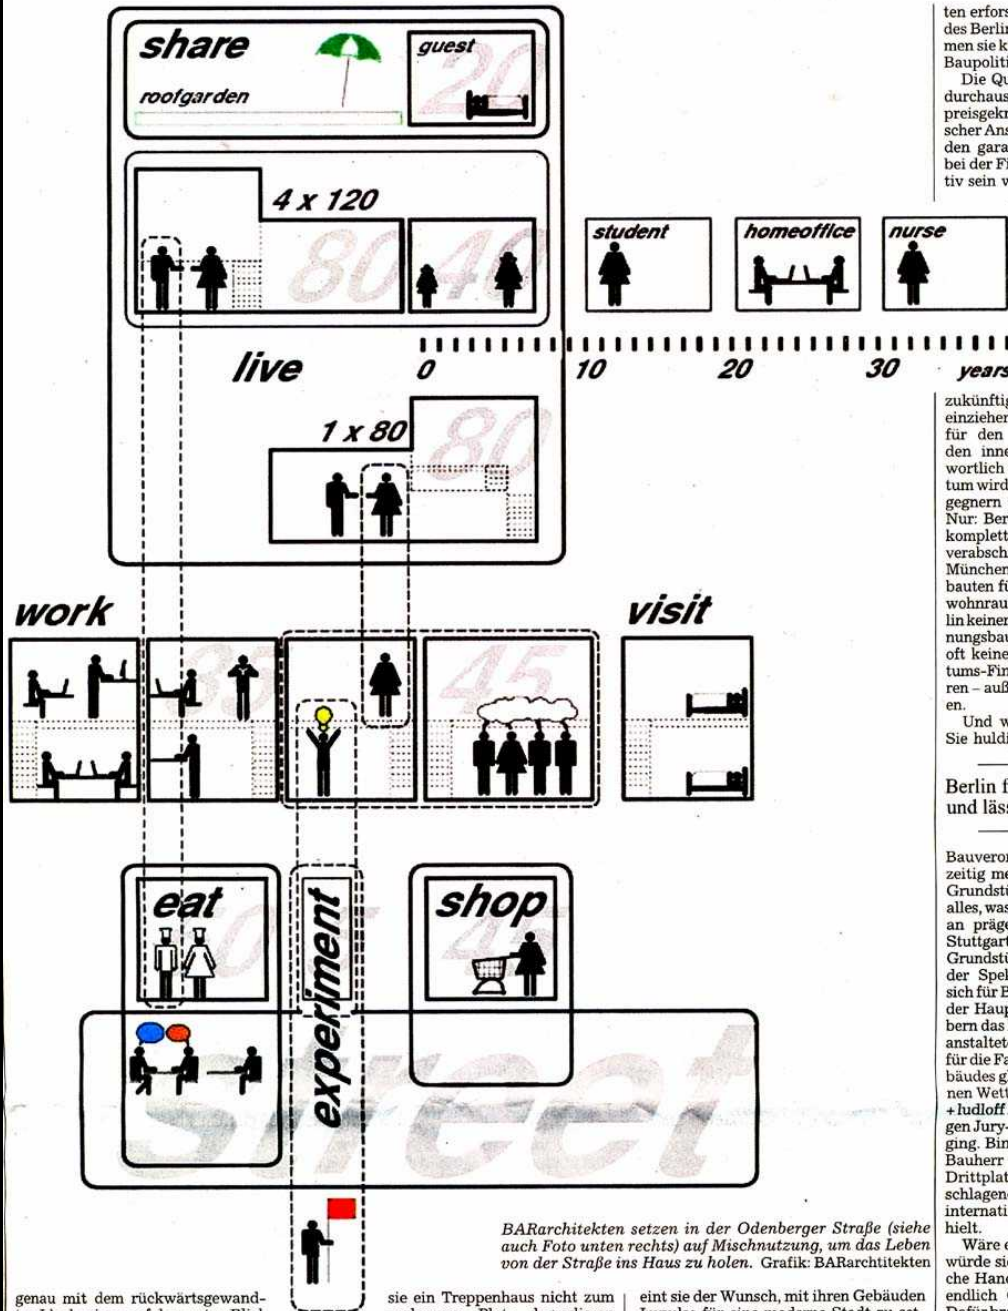 share
guest
20
roofgarden
4 x 120
80
40
student
homeoffice
nurse
live
0
10
20
30
years
1 x 80
80
work
visit
45
eat
experiment
shop
45
street
BARarchitekten setzen in der Odenberger Straße (siehe
auch Foto unten rechts) auf Mischnutzung, um das Leben
von der Straße ins Haus zu holen. Grafik: BARarchtitekten
genau mit dem rückwärtsgewand-
sie ein Treppenhaus nicht zum
eint sie der Wunsch, mit ihren Gebäuden
ten erfors
des Berlin
men sie k
Baupoliti
Die Qu
durchaus
preisgekr
scher Ans
den gara
bei der Fi
tiv sein v
zukünftig
einziehen
für den
den inne
wortlich
tum wird
gegnern
Nur: Ber
komplett
verabsch
München
bauten fü
wohnrau
lin keiner
nungsbau
oft keine
tums-Fin
ren – auß
en.
Und w
Sie huldi
Berlin f
und läss
Bauveror
zeitig me
Grundstü
alles, was
an präge
Stuttgart
Grundstü
der Spek
sich für B
der Haup
bern das
anstaltet
für die Fa
bäudes g
nen Wett
+ludloff
gen Jury-
ging. Bin
Bauherr
Drittplat
schlagen
internati
hielt.
Wäre e
würde si
che Hand
endlich